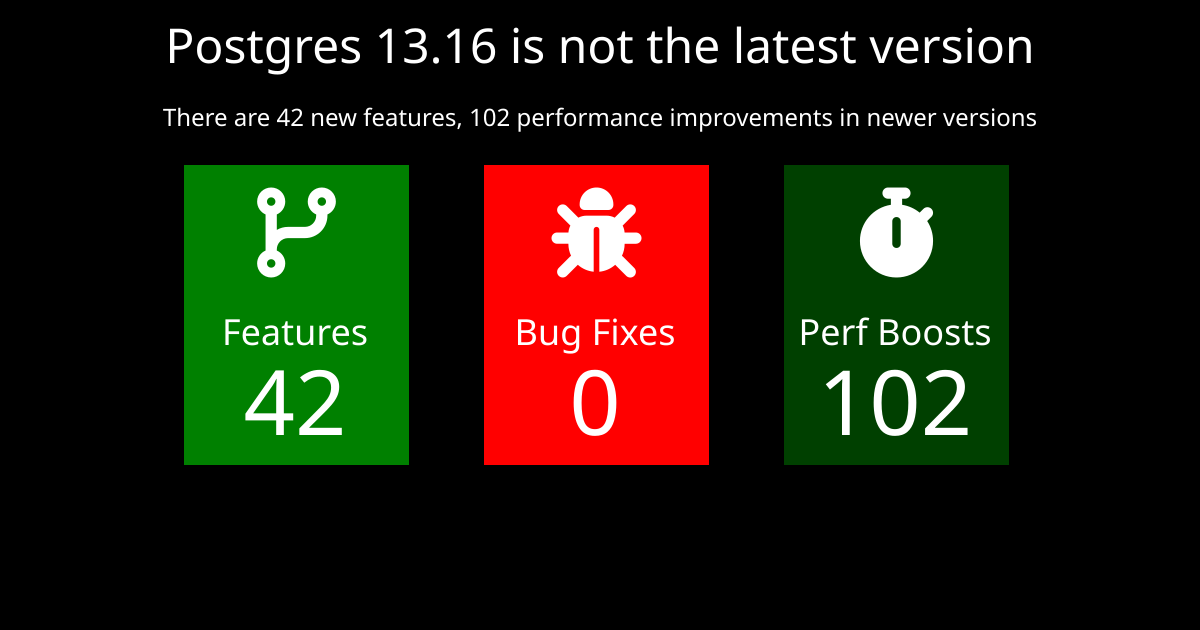 Postgres 13.16 is not the latest version
There are 42 new features, 102 performance improvements in newer versions
Features
42
Bug Fixes
0
Perf Boosts
102